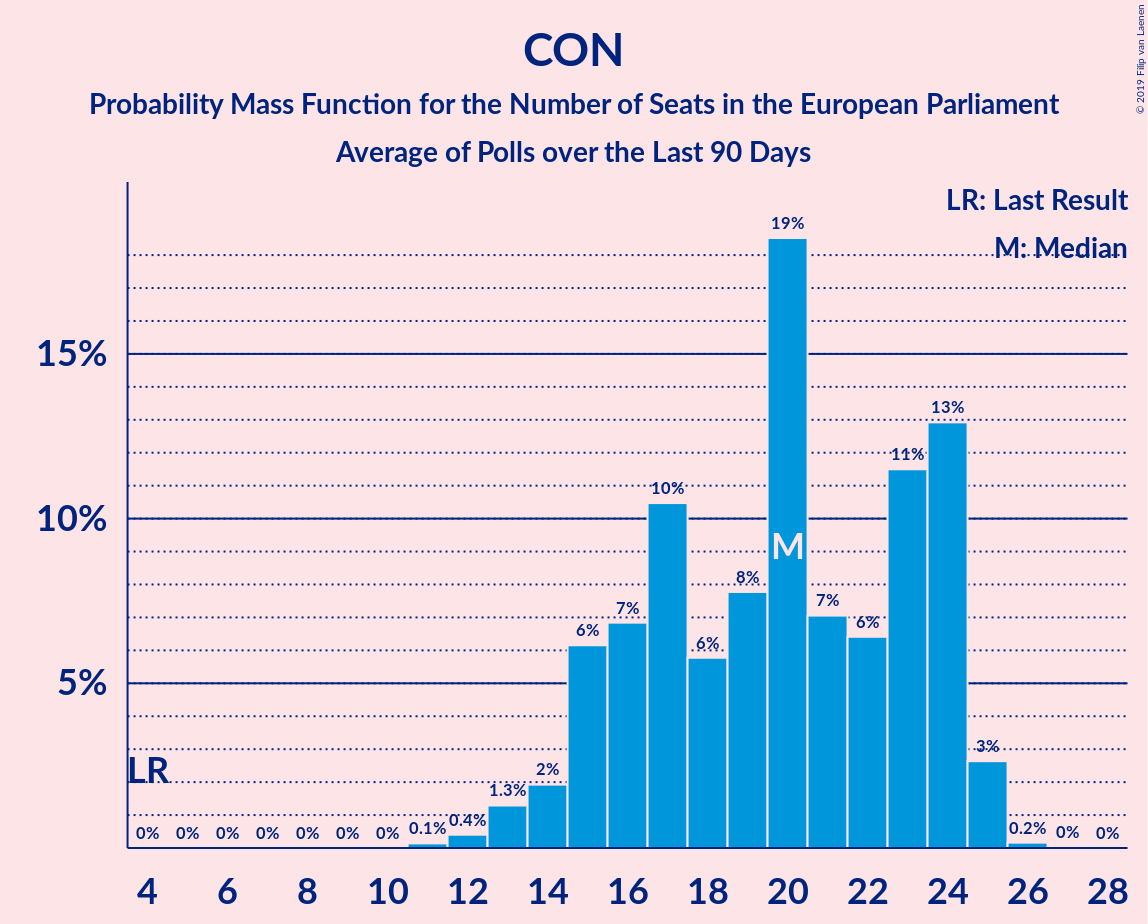 © 2019 Filip van Laenen
CON
Probability Mass Function for the Number of Seats in the European Parliament
Average of Polls over the Last 90 Days
LR: Last Result
M: Median
19%
15%
13%
11%
10%
10%
M
8%
7%
7%
6%
6%
6%
5%
3%
LR
2%
1.3%
0% 0% 0% 0% 0% 0% 0% 0.1% 0.4% 0.2% 0% 0%
4 6 8 10 12 14 16 18 20 22 24 26 28